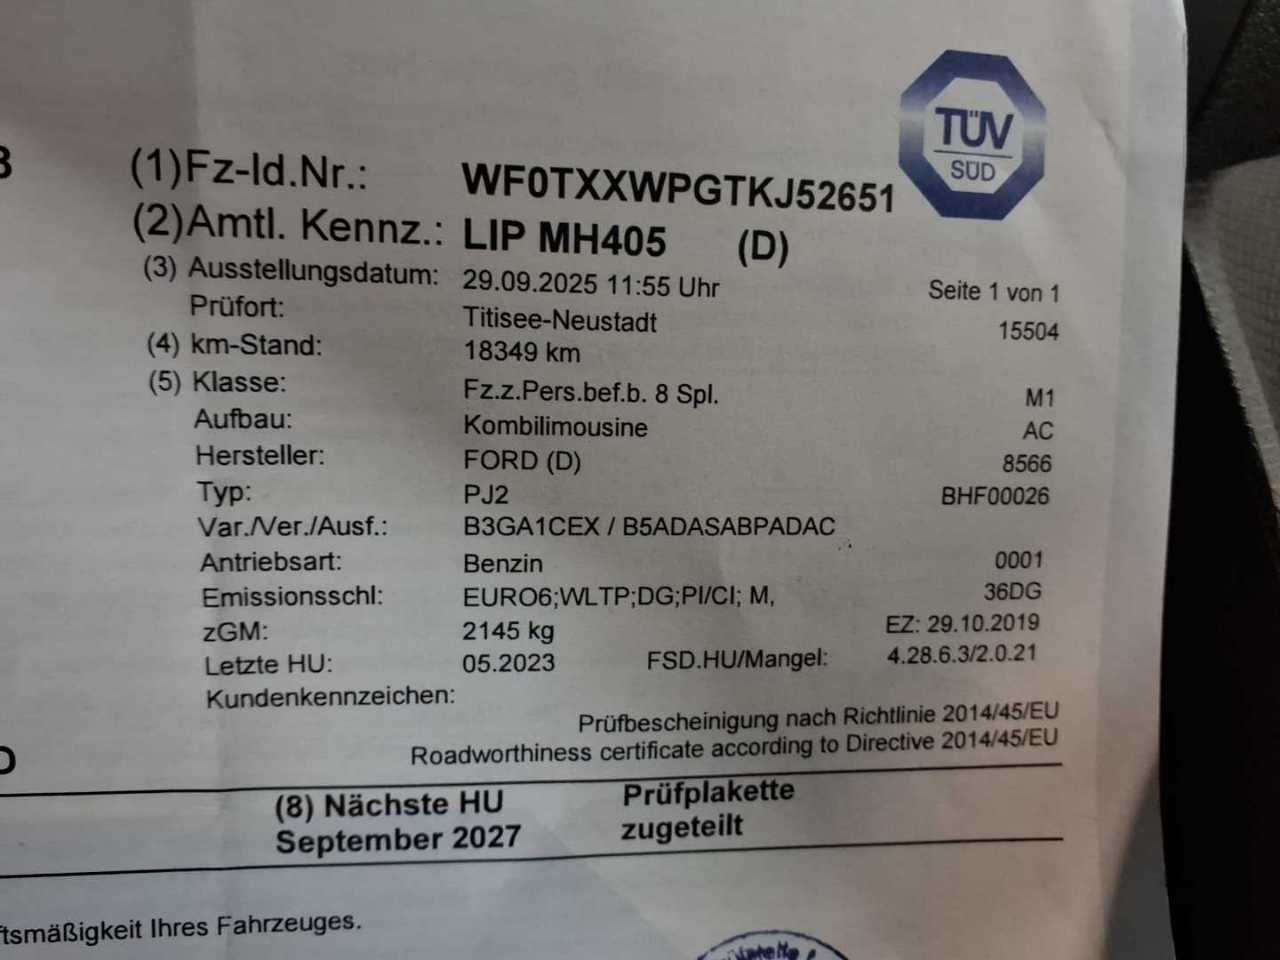 TÜV
SÜD
(1)Fz-Id.Nr.: WF0TXXWPGTKJ52651
(2)Amtl. Kennz.: LIP MH405 (D)
(3) Ausstellungsdatum: 29.09.2025 11:55 Uhr Seite 1 von 1
Prüfort: Titisee-Neustadt 15504
(4) km-Stand: 18349 km
(5) Klasse: Fz.z.Pers.bef.b. 8 Spl. M1
Aufbau: Kombilimousine AC
Hersteller: FORD (D) 8566
Typ: PJ2 BHF00026
Var./Ver./Ausf.: B3GA1CEX / B5ADASABPADAC
Antriebsart: Benzin 0001
Emissionsschl: EURO6;WLTP;DG;PI/CI; M, 36DG
zGM: 2145 kg EZ: 29.10.2019
Letzte HU: 05.2023 FSD.HU/Mangel: 4.28.6.3/2.0.21
Kundenkennzeichen:
Prüfbescheinigung nach Richtlinie 2014/45/EU
Roadworthiness certificate according to Directive 2014/45/EU
(8) Nächste HU Prüfplakette
September 2027 zugeteilt
ftsmäßigkeit Ihres Fahrzeuges.